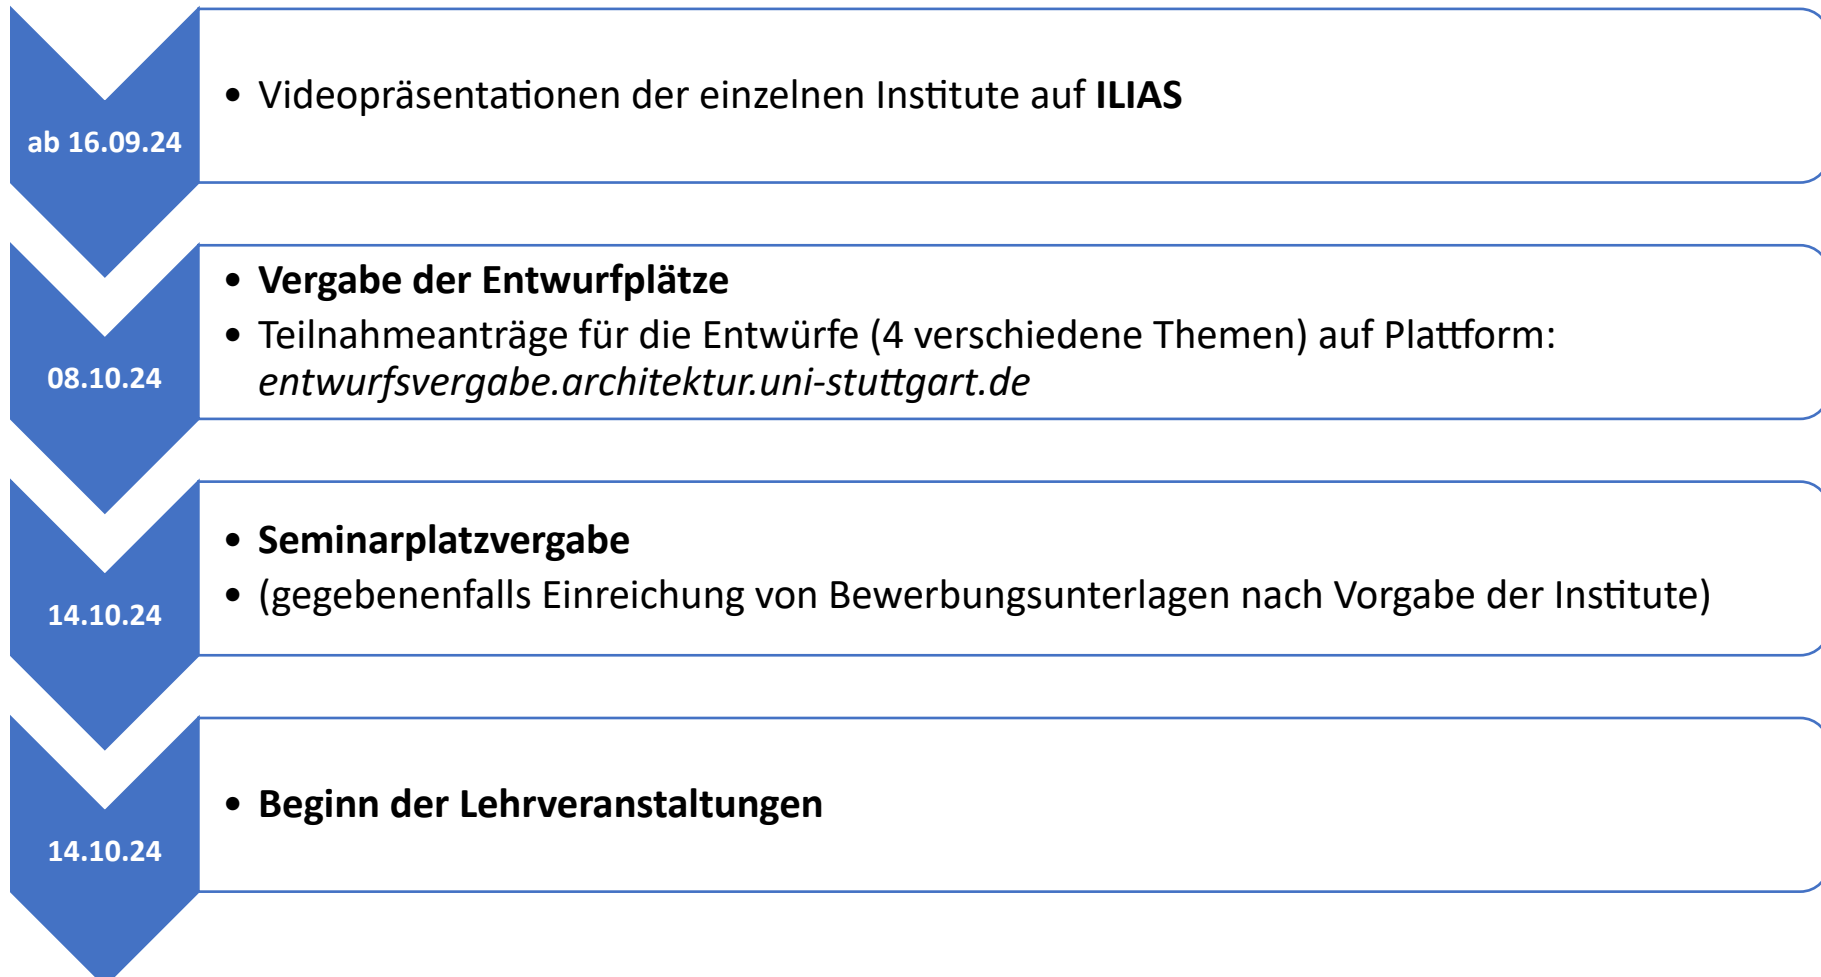 ab 16.09.24
• Videopräsentationen der einzelnen Institute auf ILIAS
08.10.24
• Vergabe der Entwurfplätze
• Teilnahmeanträge für die Entwürfe (4 verschiedene Themen) auf Plattform:
entwurfsvergabe.architektur.uni-stuttgart.de
14.10.24
• Seminarplatzvergabe
• (gegebenenfalls Einreichung von Bewerbungsunterlagen nach Vorgabe der Institute)
14.10.24
• Beginn der Lehrveranstaltungen